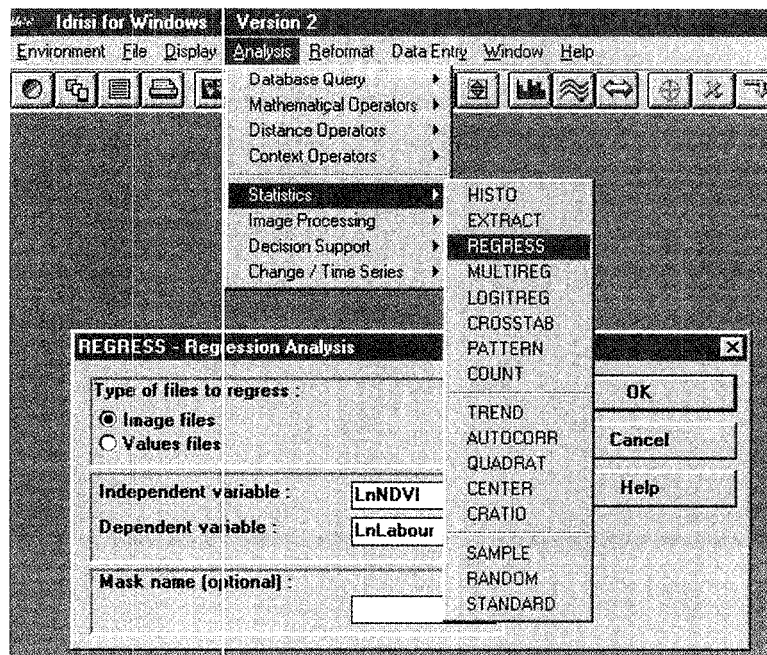 Idrisi for Windows Version 2
Environment File Display Analysis Reformat Data Entry Window Help
Database Query
Mathematical Operators
Distance Operators
Context Operators
Statistics
Image Processing
Decision Support
Change / Time Series
HISTO
EXTRACT
REGRESS
MULTIREG
LOGITREG
CROSSTAB
PATTERN
COUNT
TREND
AUTOCORR
QUADRAT
CENTER
CRATIO
SAMPLE
RANDOM
STANDARD
REGRESS - Regression Analysis
Type of files to regress :
Image files
Values files
Independent variable : LnNDVI
Dependent variable : LnLabour
Mask name (optional) :
OK
Cancel
Help